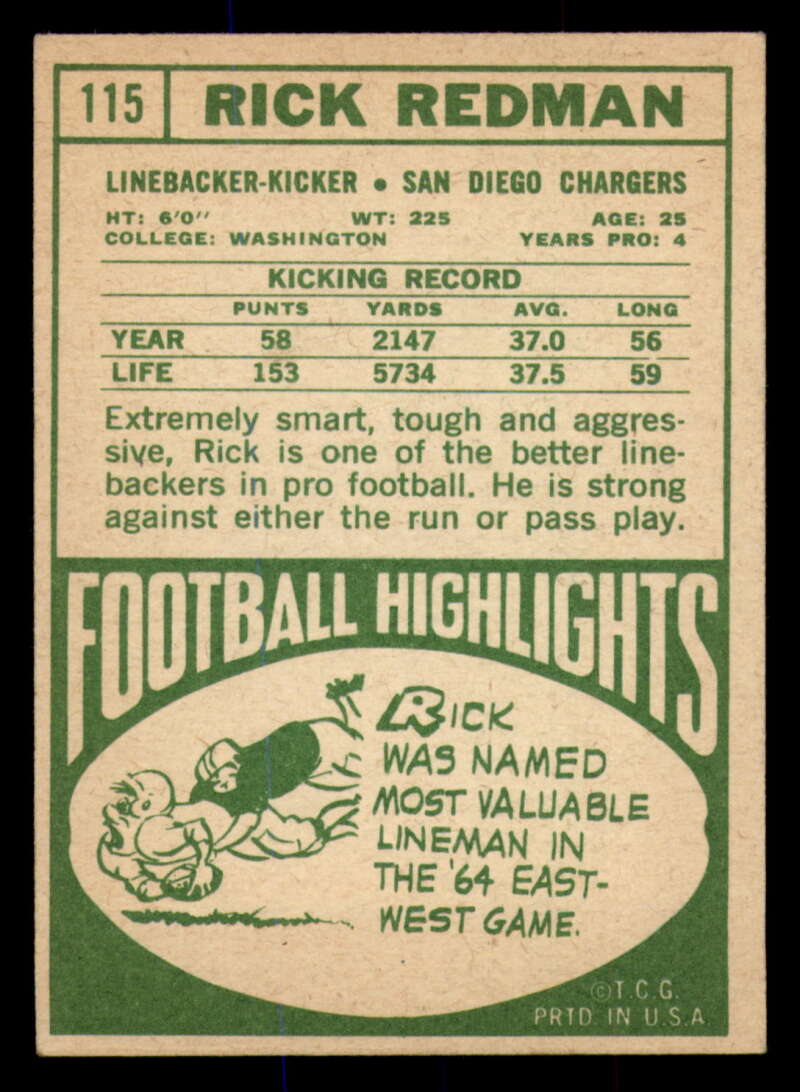 115 RICK REDMAN
LINEBACKER-KICKER • SAN DIEGO CHARGERS
HT: 6'0" WT: 225 AGE: 25
COLLEGE: WASHINGTON YEARS PRO: 4
KICKING RECORD
PUNTS YARDS AVG. LONG
YEAR 58 2147 37.0 56
LIFE 153 5734 37.5 59
Extremely smart, tough and aggres-
sive, Rick is one of the better line-
backers in pro football. He is strong
against either the run or pass play.
FOOTBALL HIGHLIGHTS
RICK
WAS NAMED
MOST VALUABLE
LINEMAN IN
THE '64 EAST-
WEST GAME.
©T.C.G.
PRTD. IN U.S.A.